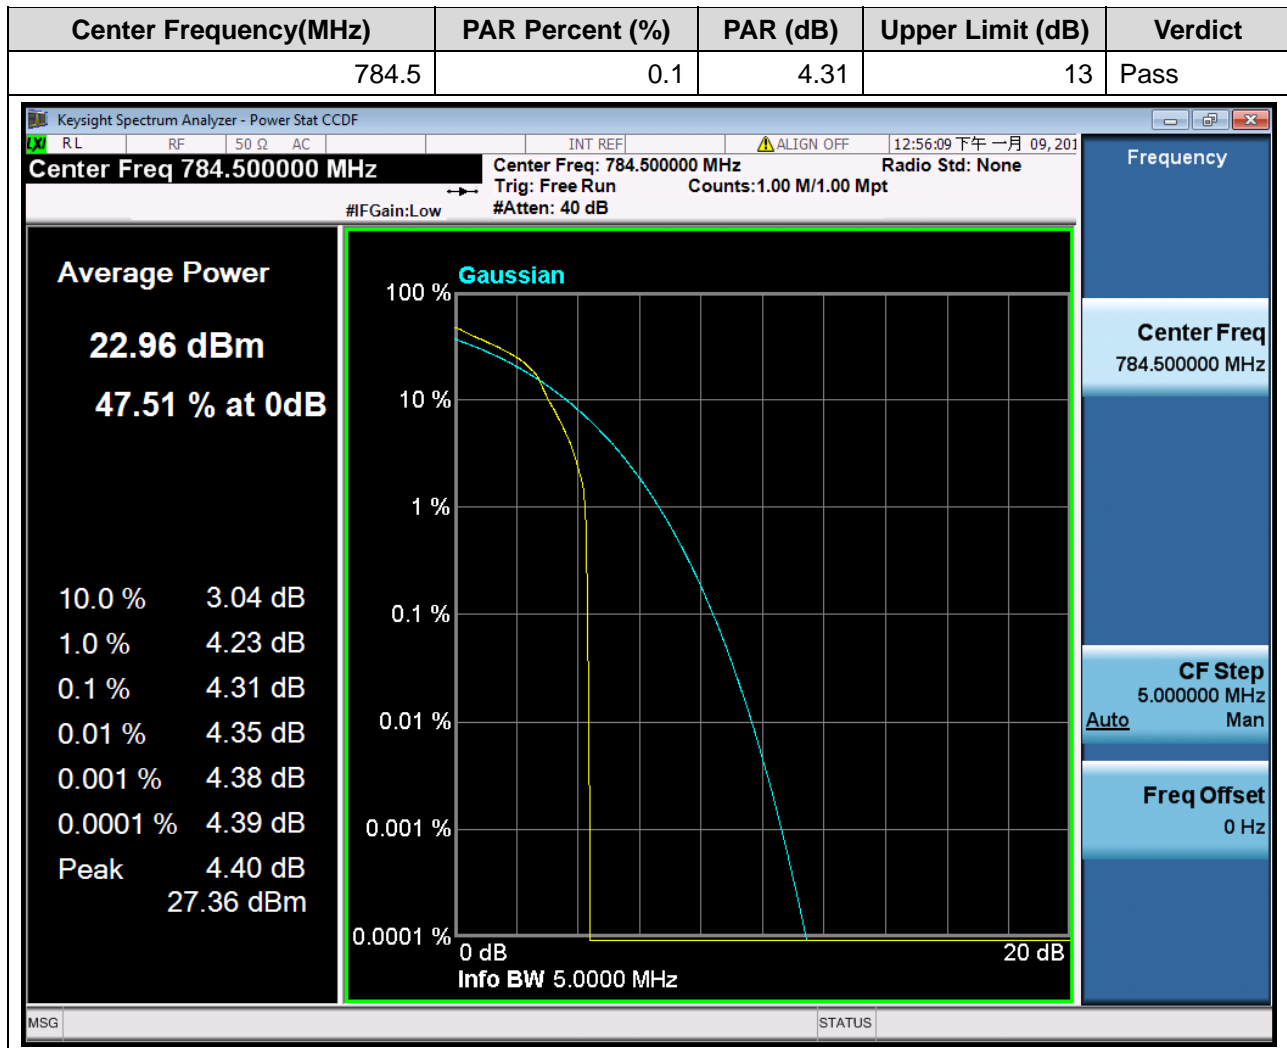 Center Frequency(MHz) PAR Percent (%) PAR (dB) Upper Limit (dB) Verdict
784.5 0.1 4.31 13 Pass
Keysight Spectrum Analyzer - Power Stat CCDF
LXI RL RF 50 Ω AC INT REF ALIGN OFF 12:56:09 下午 一月 09, 201
Center Freq 784.500000 MHz
#IFGain:Low
Center Freq: 784.500000 MHz Radio Std: None
Trig: Free Run Counts:1.00 M/1.00 Mpt
#Atten: 40 dB
Average Power
22.96 dBm
47.51 % at 0dB
10.0 % 3.04 dB
1.0 % 4.23 dB
0.1 % 4.31 dB
0.01 % 4.35 dB
0.001 % 4.38 dB
0.0001 % 4.39 dB
Peak 4.40 dB
27.36 dBm
Gaussian
100 %
10 %
1 %
0.1 %
0.01 %
0.001 %
0.0001 %
0 dB 20 dB
Info BW 5.0000 MHz
Frequency
Center Freq
784.500000 MHz
CF Step
5.000000 MHz
Auto Man
Freq Offset
0 Hz
MSG STATUS